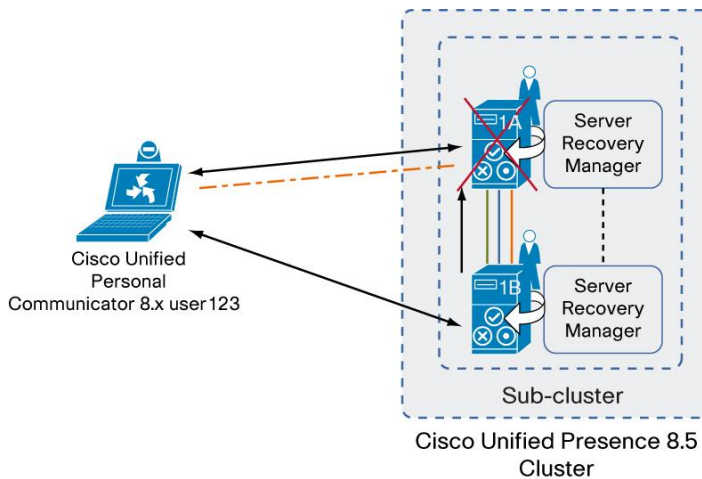 1A
Server
Recovery
Manager
Cisco Unified
Personal
Communicator 8.x user123
1B
Server
Recovery
Manager
Sub-cluster
Cisco Unified Presence 8.5
Cluster